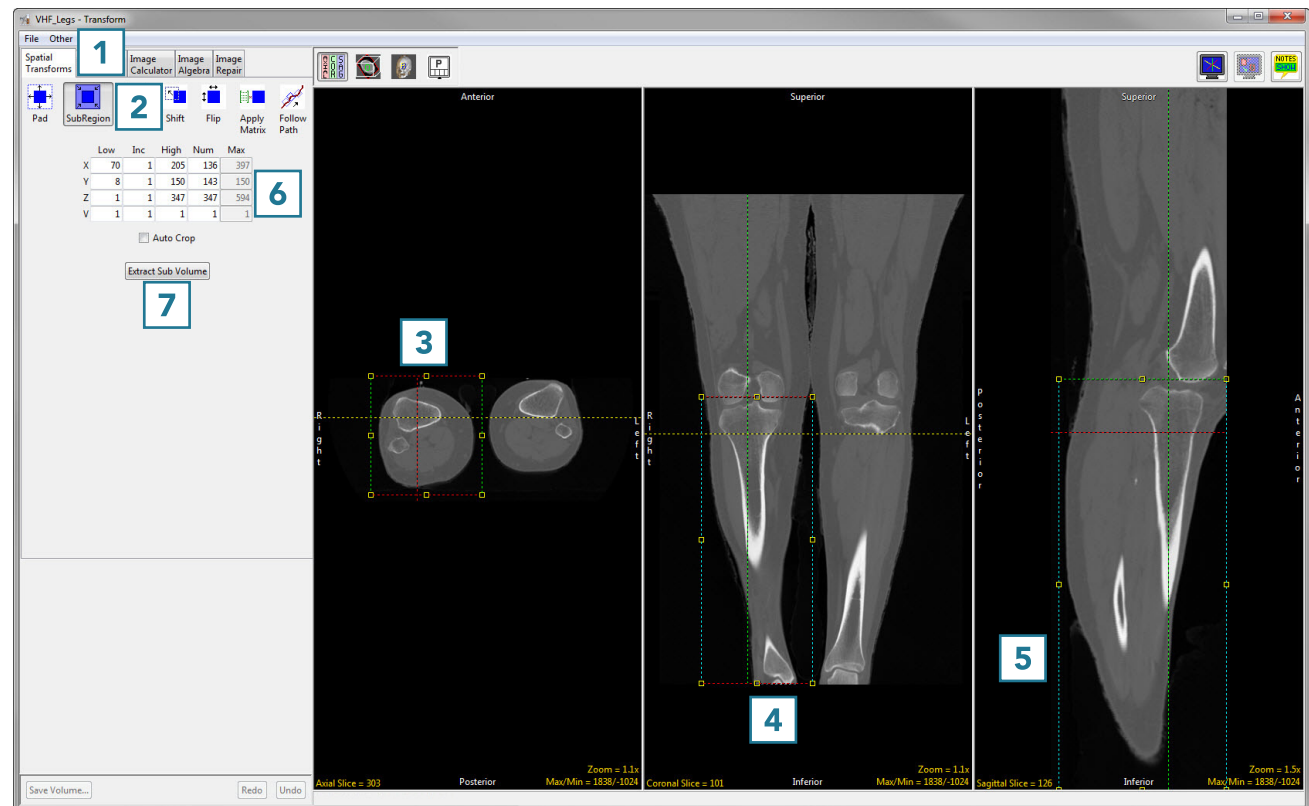 VHF_Legs - Transform
File Other
1
Spatial Transforms
Image Calculator
Image Algebra
Image Repair
NOTES SHOW
Pad
SubRegion
2
Shift
Flip
Apply Matrix
Follow Path
Low Inc High Num Max
X 70 1 205 136 397
Y 8 1 150 143 150
Z 1 1 347 347 594
V 1 1 1 1 1
6
Auto Crop
Extract Sub Volume
7
Save Volume...
Redo
Undo
P
Anterior
3
Right
Left
Axial Slice = 303
Posterior
Zoom = 1.1x
Max/Min = 1838/-1024
Superior
Right
Left
4
Coronal Slice = 101
Inferior
Zoom = 1.1x
Max/Min = 1838/-1024
Superior
Posterior
Anterior
5
Sagittal Slice = 126
Inferior
Zoom = 1.5x
Max/Min = 1838/-1024